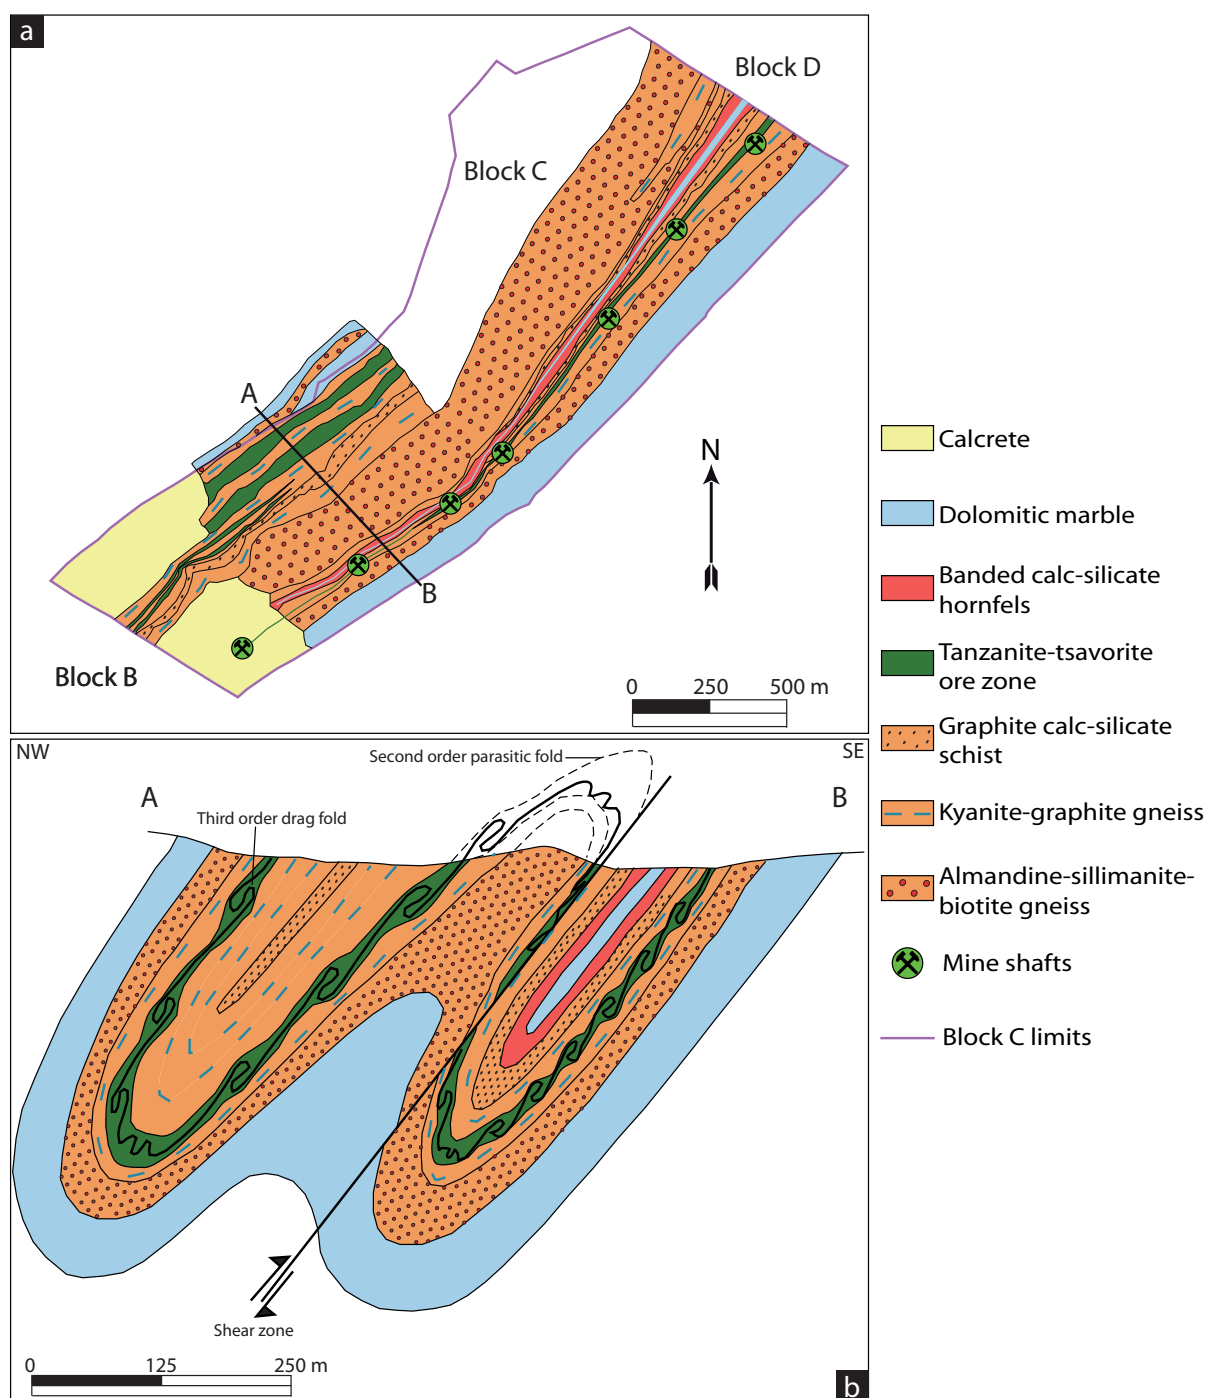 a
Block D
Block C
A
N
B
Block B
0 250 500 m
Calcrete
Dolomitic marble
Banded calc-silicate
hornfels
Tanzanite-tsavorite
ore zone
Graphite calc-silicate
schist
Kyanite-graphite gneiss
Almandine-sillimanite-
biotite gneiss
Mine shafts
Block C limits
NW
SE
Second order parasitic fold
A
B
Third order drag fold
Shear zone
0 125 250 m
b